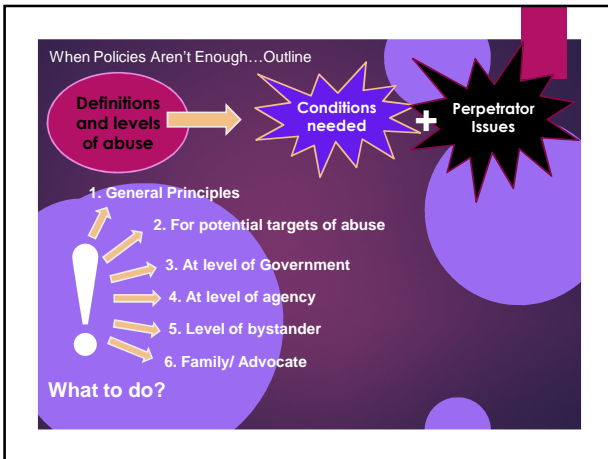 When Policies Aren't Enough…Outline
Definitions
and levels
of abuse
Conditions
needed
+
Perpetrator
Issues
1. General Principles
2. For potential targets of abuse
3. At level of Government
4. At level of agency
5. Level of bystander
6. Family/ Advocate
!
What to do?